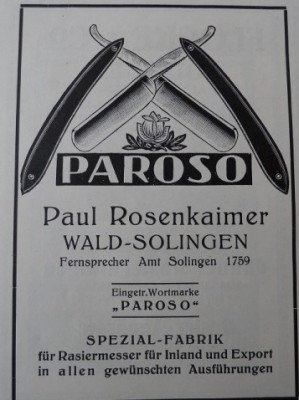 PAROSO
Paul Rosenkaimer
WALD-SOLINGEN
Fernsprecher Amt Solingen 1759
Eingetr. Wortmarke
„PAROSO"
SPEZIAL-FABRIK
für Rasiermesser für Inland und Export
in allen gewünschten Ausführungen